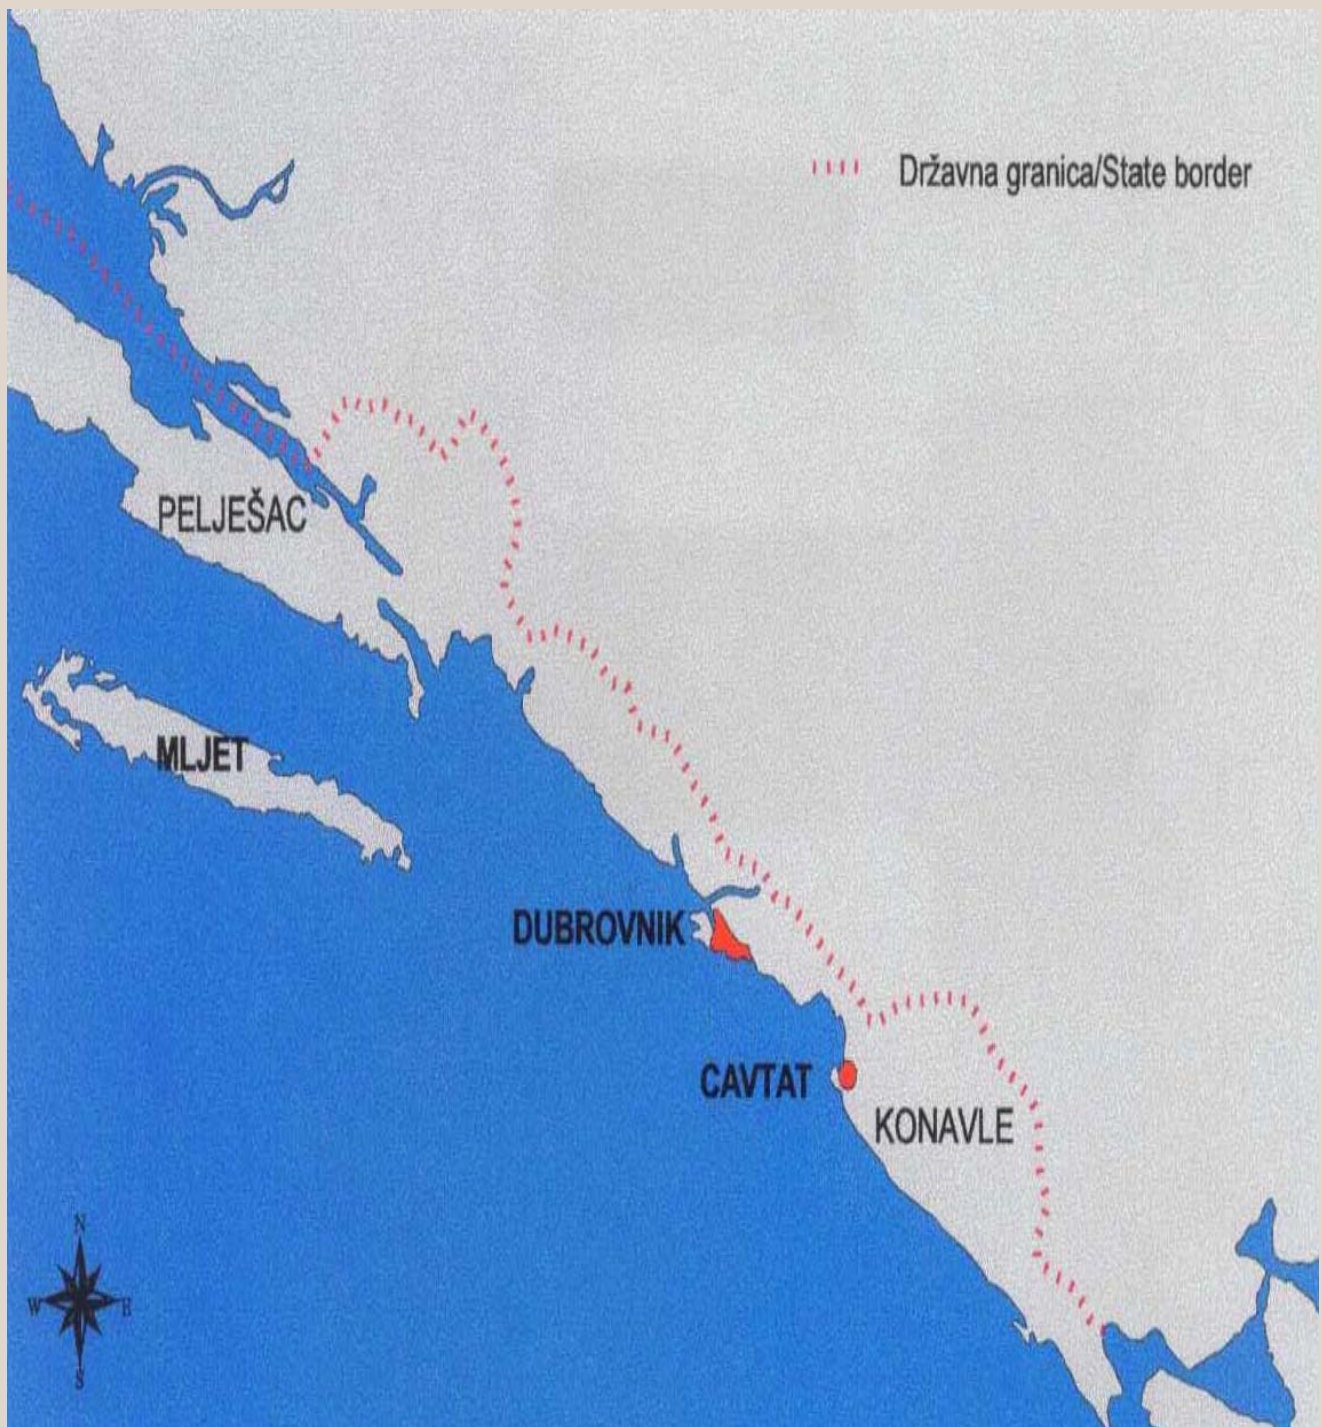 Državna granica/State border
PELJEŠAC
MLJET
DUBROVNIK
CAVTAT
KONAVLE
N
W E
S